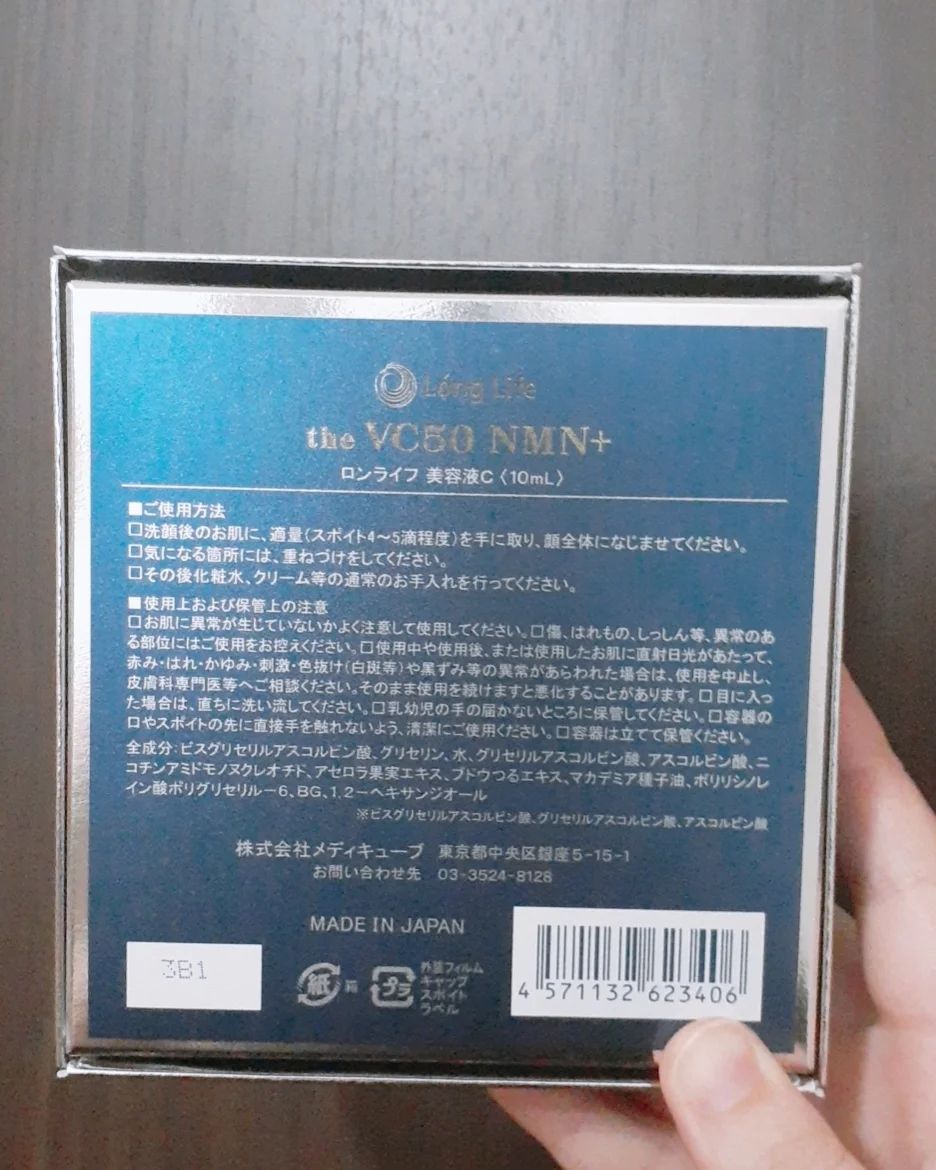 Lóng Life
the VC50 NMN+
ロンライフ 美容液C〈10mL〉
■ご使用方法
□洗顔後のお肌に、適量(スポイト4〜5滴程度)を手に取り、顔全体になじませてください。
□気になる箇所には、重ねづけをしてください。
□その後化粧水、クリーム等の通常のお手入れを行ってください。
■使用上および保管上の注意
□お肌に異常が生じていないかよく注意して使用してください。□傷、はれもの、しっしん等、異常のあ
る部位にはご使用をお控えください。□使用中や使用後、または使用したお肌に直射日光があたって、
赤み・はれ・かゆみ・刺激・色抜け(白斑等)や黒ずみ等の異常があらわれた場合は、使用を中止し、
皮膚科専門医等へご相談ください。そのまま使用を続けますと悪化することがあります。□目に入っ
た場合は、直ちに洗い流してください。□乳幼児の手の届かないところに保管してください。□容器の
口やスポイトの先に直接手を触れないよう、清潔にご使用ください。□容器は立てて保管ください。
全成分:ビスグリセリルアスコルビン酸、グリセリン、水、グリセリルアスコルビン酸、アスコルビン酸、ニ
コチンアミドモノヌクレオチド、アセロラ果実エキス、ブドウつるエキス、マカデミア種子油、ポリリシノレ
イン酸ポリグリセリル-6、BG、1,2-ヘキサンジオール
※ビスグリセリルアスコルビン酸、グリセリルアスコルビン酸、アスコルビン酸
株式会社メディキューブ 東京都中央区銀座5-15-1
お問い合わせ先 03-3524-8128
MADE IN JAPAN
3B1
紙 箱
プラ
外装フィルム
キャップ
スポイト
ラベル
4 571132 623406